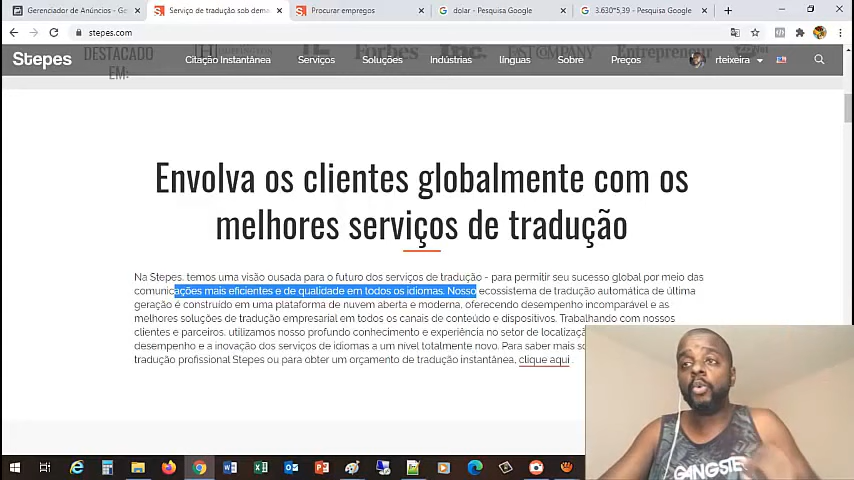 Gerenciador de Anúncios - Ge
Serviço de tradução sob dema
Procurar empregos
dolar - Pesquisa Google
3.630*5,39 - Pesquisa Google
stepes.com
DESTACADO
EM:
Forbes
Inc.
Entrepreneur
Stepes
Citação Instantânea
Serviços
Soluções
Indústrias
línguas
Sobre
Preços
rteixeira
Envolva os clientes globalmente com os
melhores serviços de tradução
Na Stepes, temos uma visão ousada para o futuro dos serviços de tradução - para permitir seu sucesso global por meio das
comunicações mais eficientes e de qualidade em todos os idiomas. Nosso ecossistema de tradução automática de última
geração é construído em uma plataforma de nuvem aberta e moderna, oferecendo desempenho incomparável e as
melhores soluções de tradução empresarial em todos os canais de conteúdo e dispositivos. Trabalhando com nossos
clientes e parceiros, utilizamos nosso profundo conhecimento e experiência no setor de localizaç
desempenho e a inovação dos serviços de idiomas a um nível totalmente novo. Para saber mais so
tradução profissional Stepes ou para obter um orçamento de tradução instantânea, clique aqui
GANGSTE